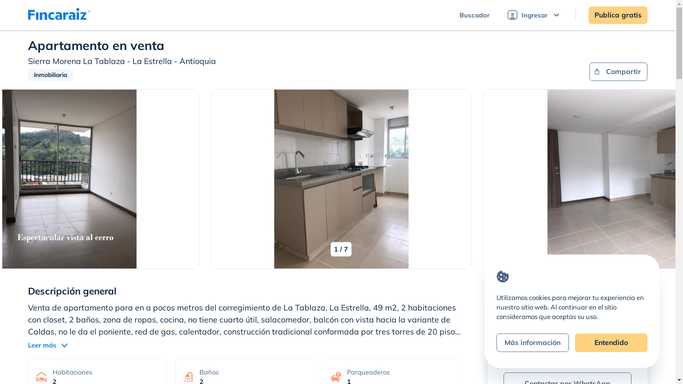 Fincaraiz
Buscador
Ingresar
Publica gratis
Apartamento en venta
Sierra Morena La Tablaza - La Estrella - Antioquia
Inmobiliaria
Compartir
Espectacular vista al cerro
1 / 7
Descripción general
Venta de apartamento para en a pocos metros del corregimiento de La Tablaza, La Estrella, 49 m2, 2 habitaciones
con closet, 2 baños, zona de ropas, cocina, no tiene cuarto útil, salacomedor, balcón con vista hacia la variante de
Caldas, no le da el poniente, red de gas, calentador, construcción tradicional conformada por tres torres de 20 piso...
Leer más
Habitaciones
2
Baños
2
Parqueaderos
1
Utilizamos cookies para mejorar tu experiencia en
nuestro sitio web. Al continuar en el sitio
consideramos que aceptas su uso.
Más información
Entendido
Contactar por WhatsApp